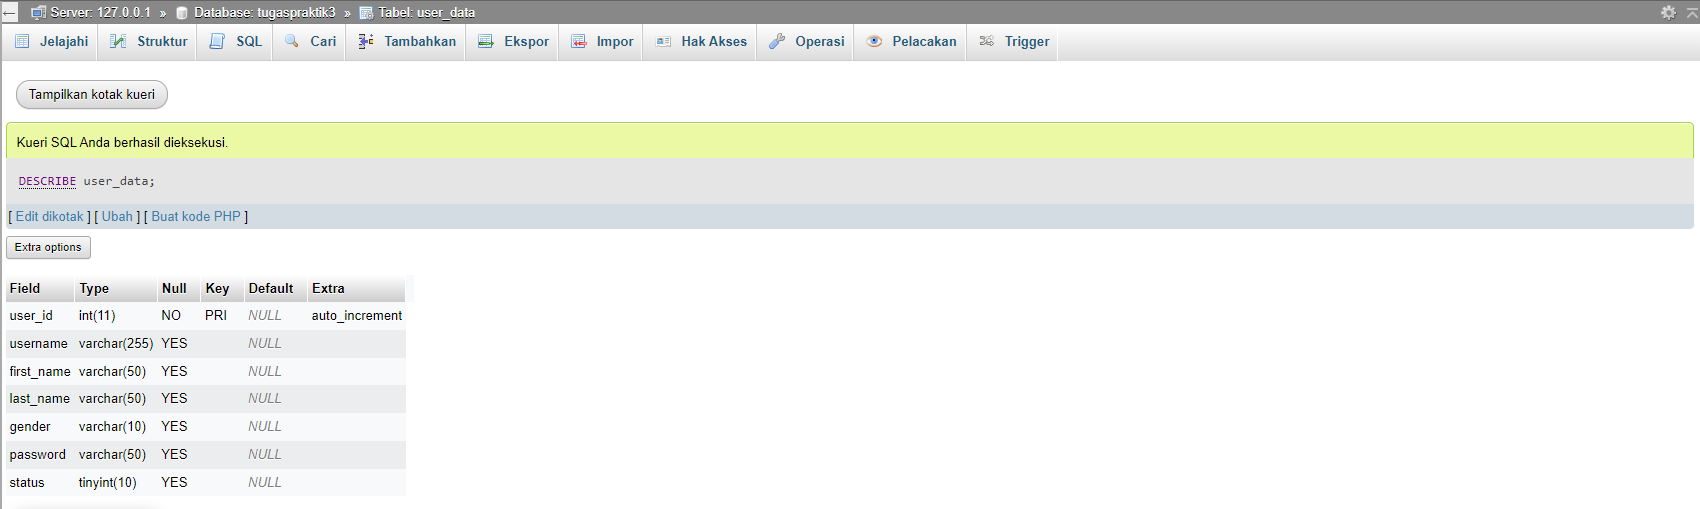 Server: 127.0.0.1 » Database: tugaspraktik3 » Tabel: user_data
Jelajahi Struktur SQL Cari Tambahkan Ekspor Impor Hak Akses Operasi Pelacakan Trigger
Tampilkan kotak kueri
Kueri SQL Anda berhasil dieksekusi.
DESCRIBE user_data;
[ Edit dikotak ] [ Ubah ] [ Buat kode PHP ]
Extra options
Field Type Null Key Default Extra
user_id int(11) NO PRI NULL auto_increment
username varchar(255) YES NULL
first_name varchar(50) YES NULL
last_name varchar(50) YES NULL
gender varchar(10) YES NULL
password varchar(50) YES NULL
status tinyint(10) YES NULL